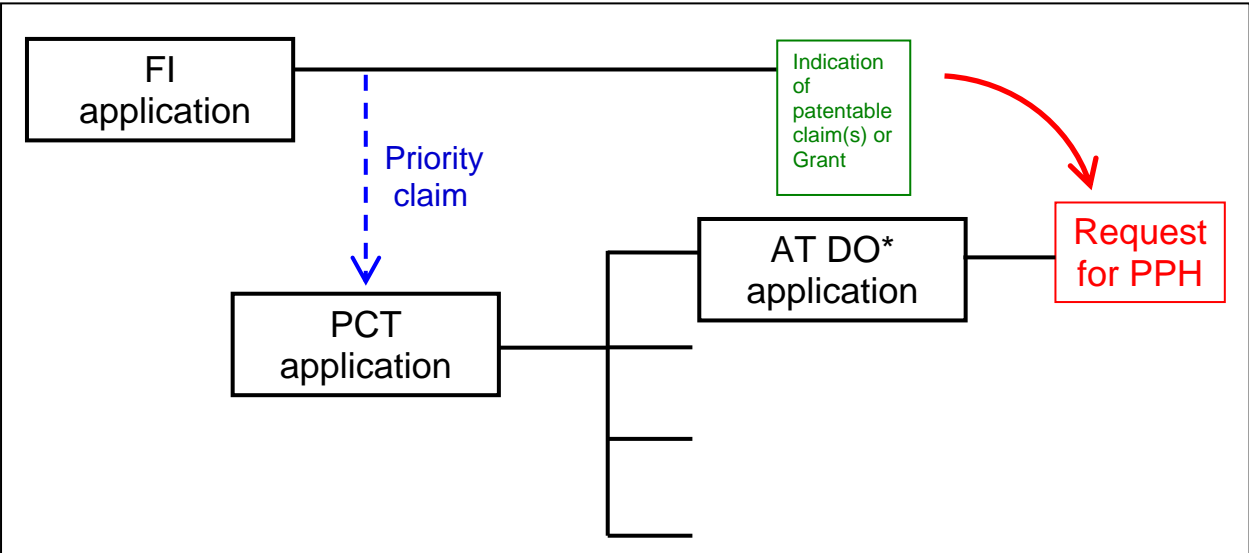 FI
application
Indication
of
patentable
claim(s) or
Grant
Priority
claim
AT DO*
application
Request
for PPH
PCT
application